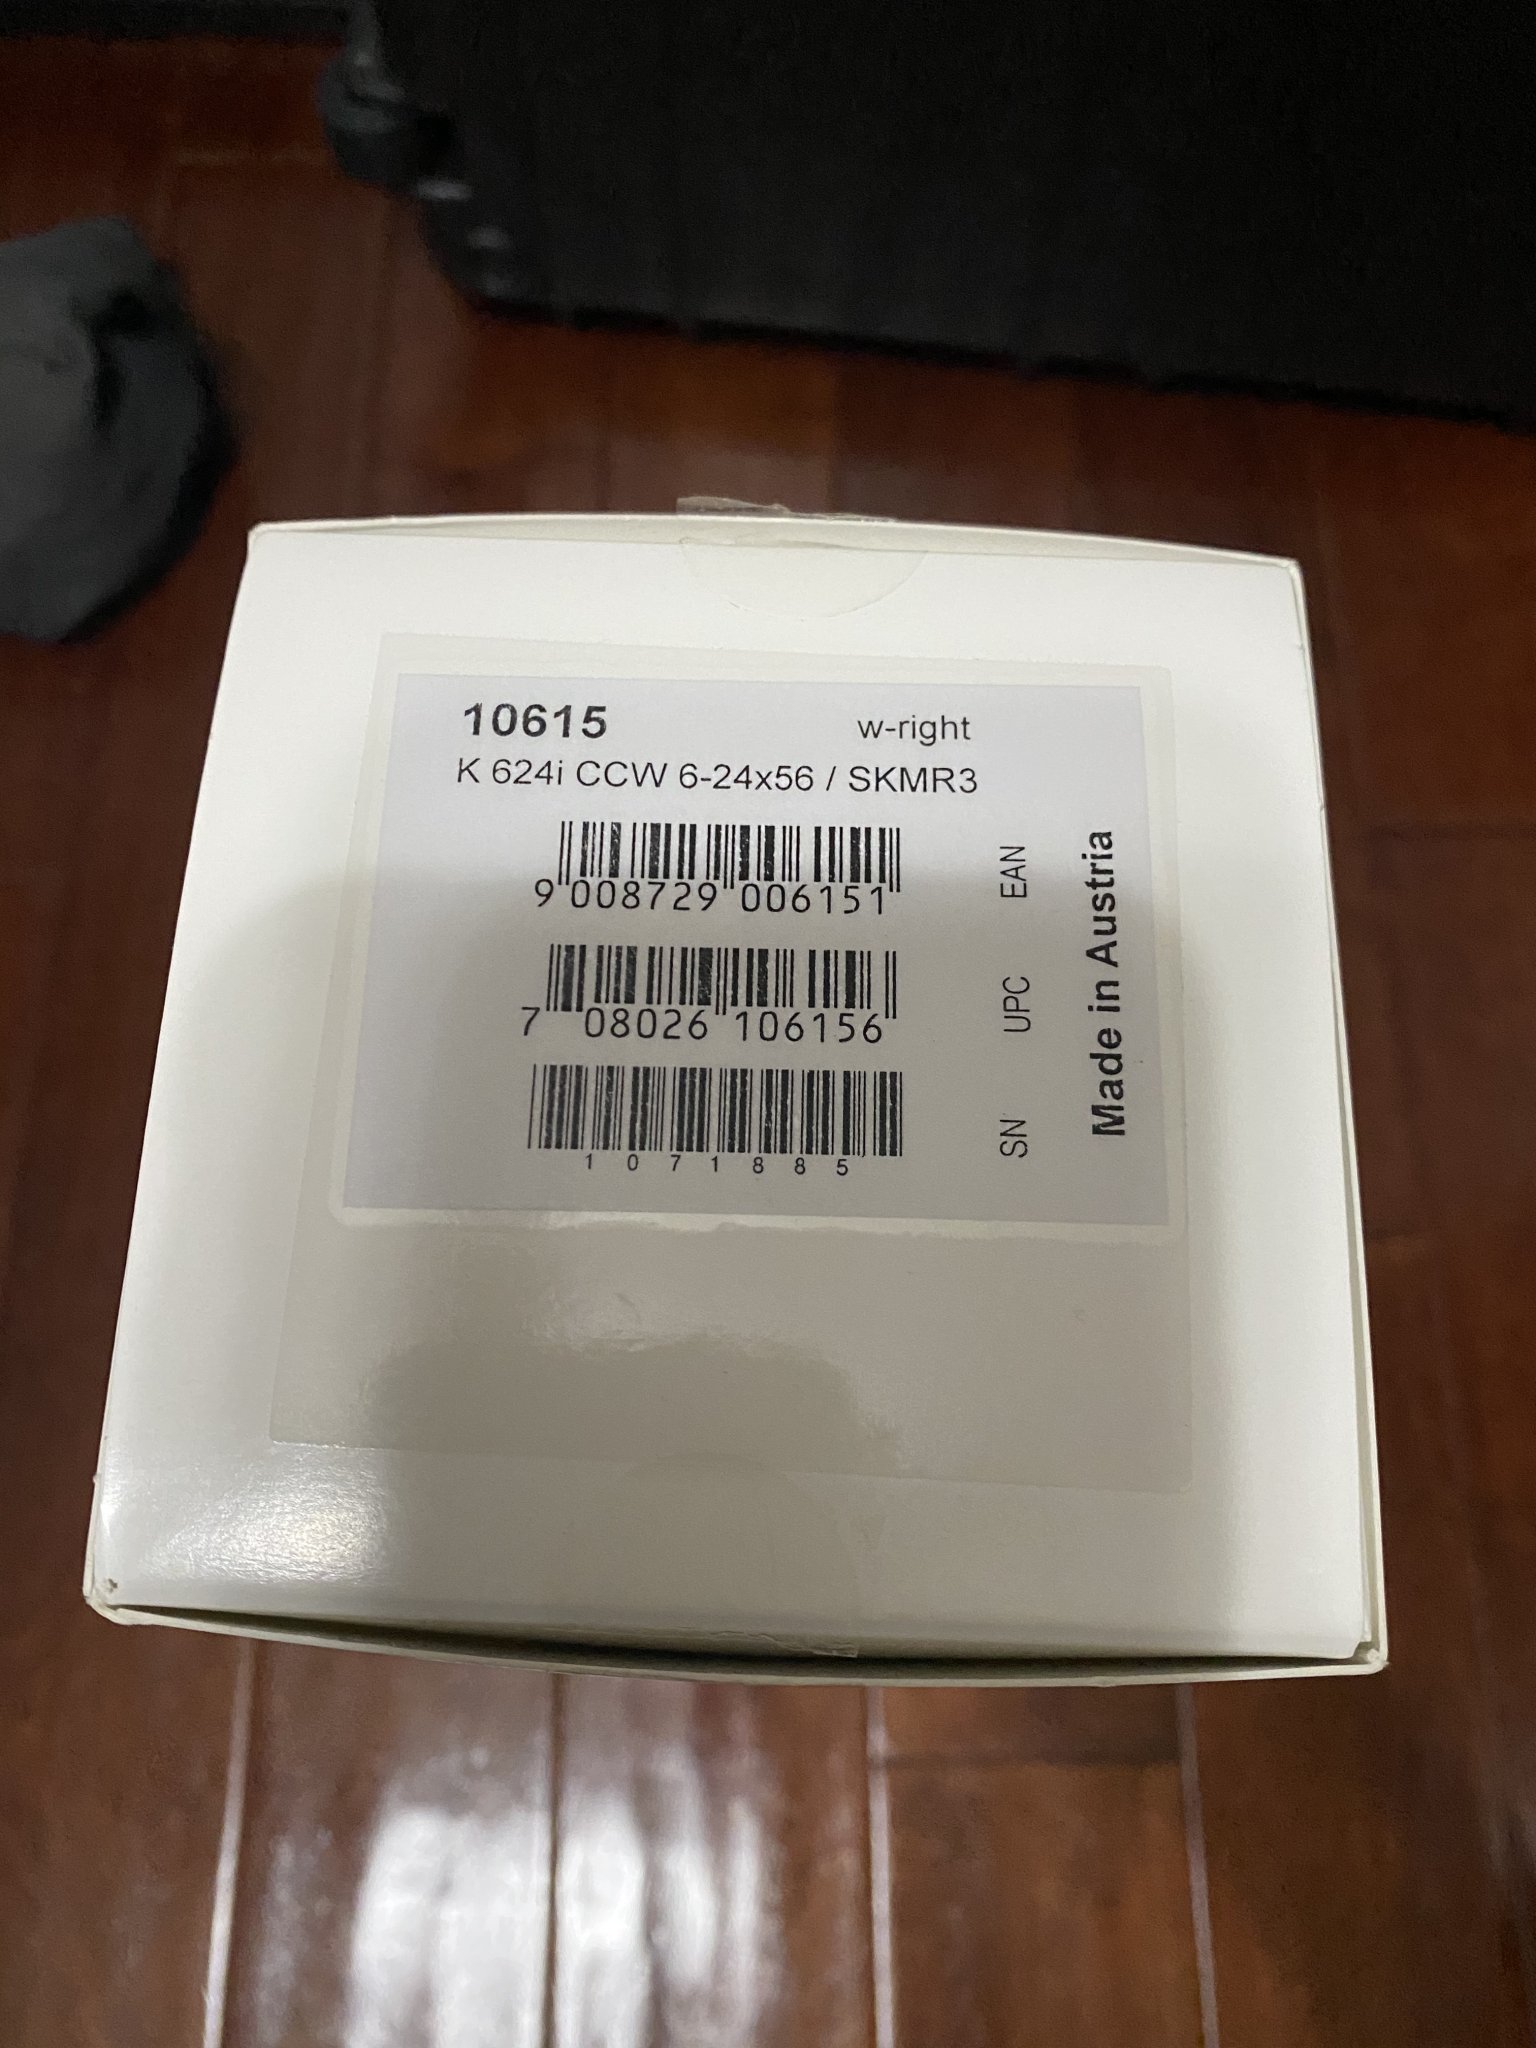 10615 w-right
K 624i CCW 6-24x56 / SKMR3
9 008729 006151 EAN
7 08026 106156 UPC
1071885 SN
Made in Austria